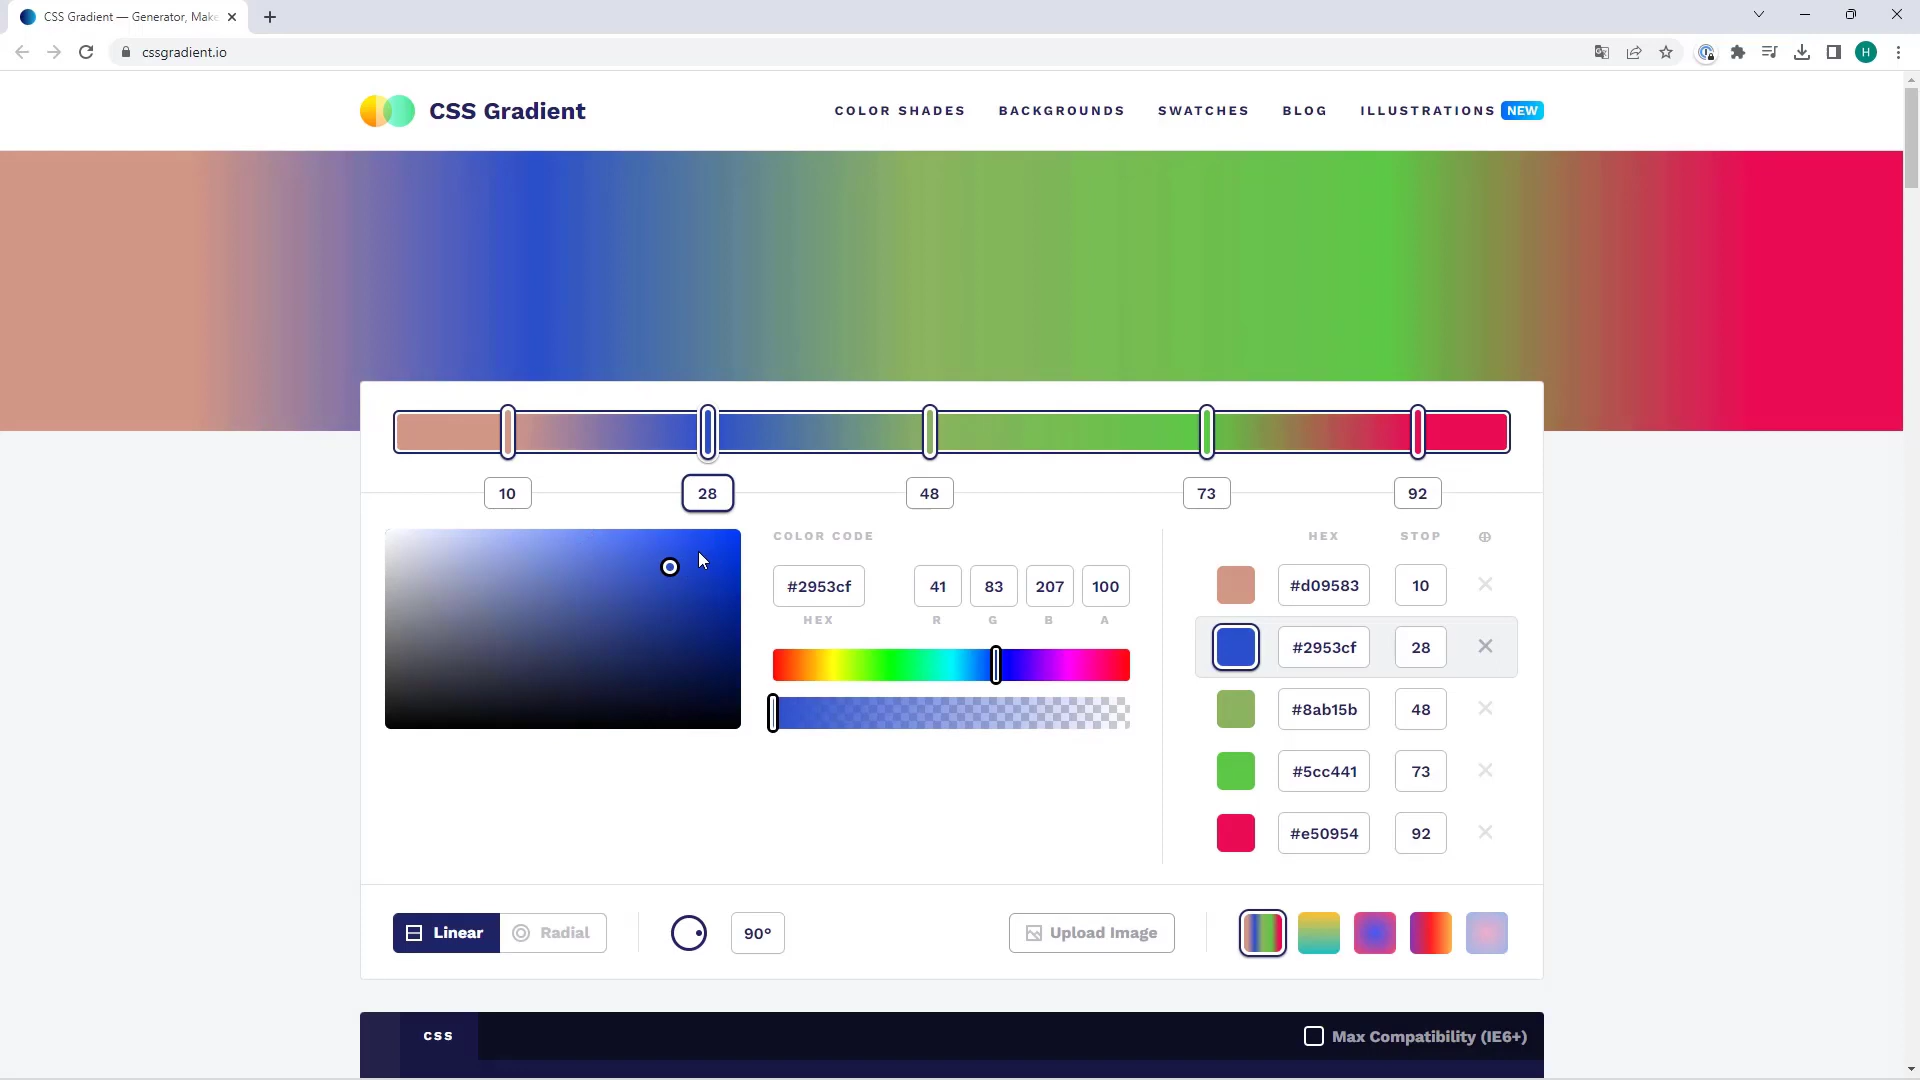 CSS Gradient — Generator, Make
cssgradient.io
H
CSS Gradient
COLOR SHADES BACKGROUNDS SWATCHES BLOG ILLUSTRATIONS NEW
10 28 48 73 92
COLOR CODE
#2953cf 41 83 207 100
HEX R G B A
HEX STOP
#d09583 10
#2953cf 28
#8ab15b 48
#5cc441 73
#e50954 92
Linear Radial 90° Upload Image
CSS Max Compatibility (IE6+)